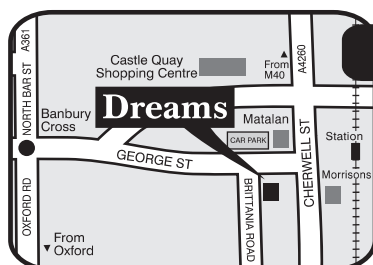 A361
NORTH BAR ST
Castle Quay
Shopping Centre
From
M40
A4260
Dreams
Banbury
Cross
Matalan
CAR PARK
Station
GEORGE ST
CHERWELL ST
Morrisons
OXFORD RD
BRITTANIA ROAD
From
Oxford